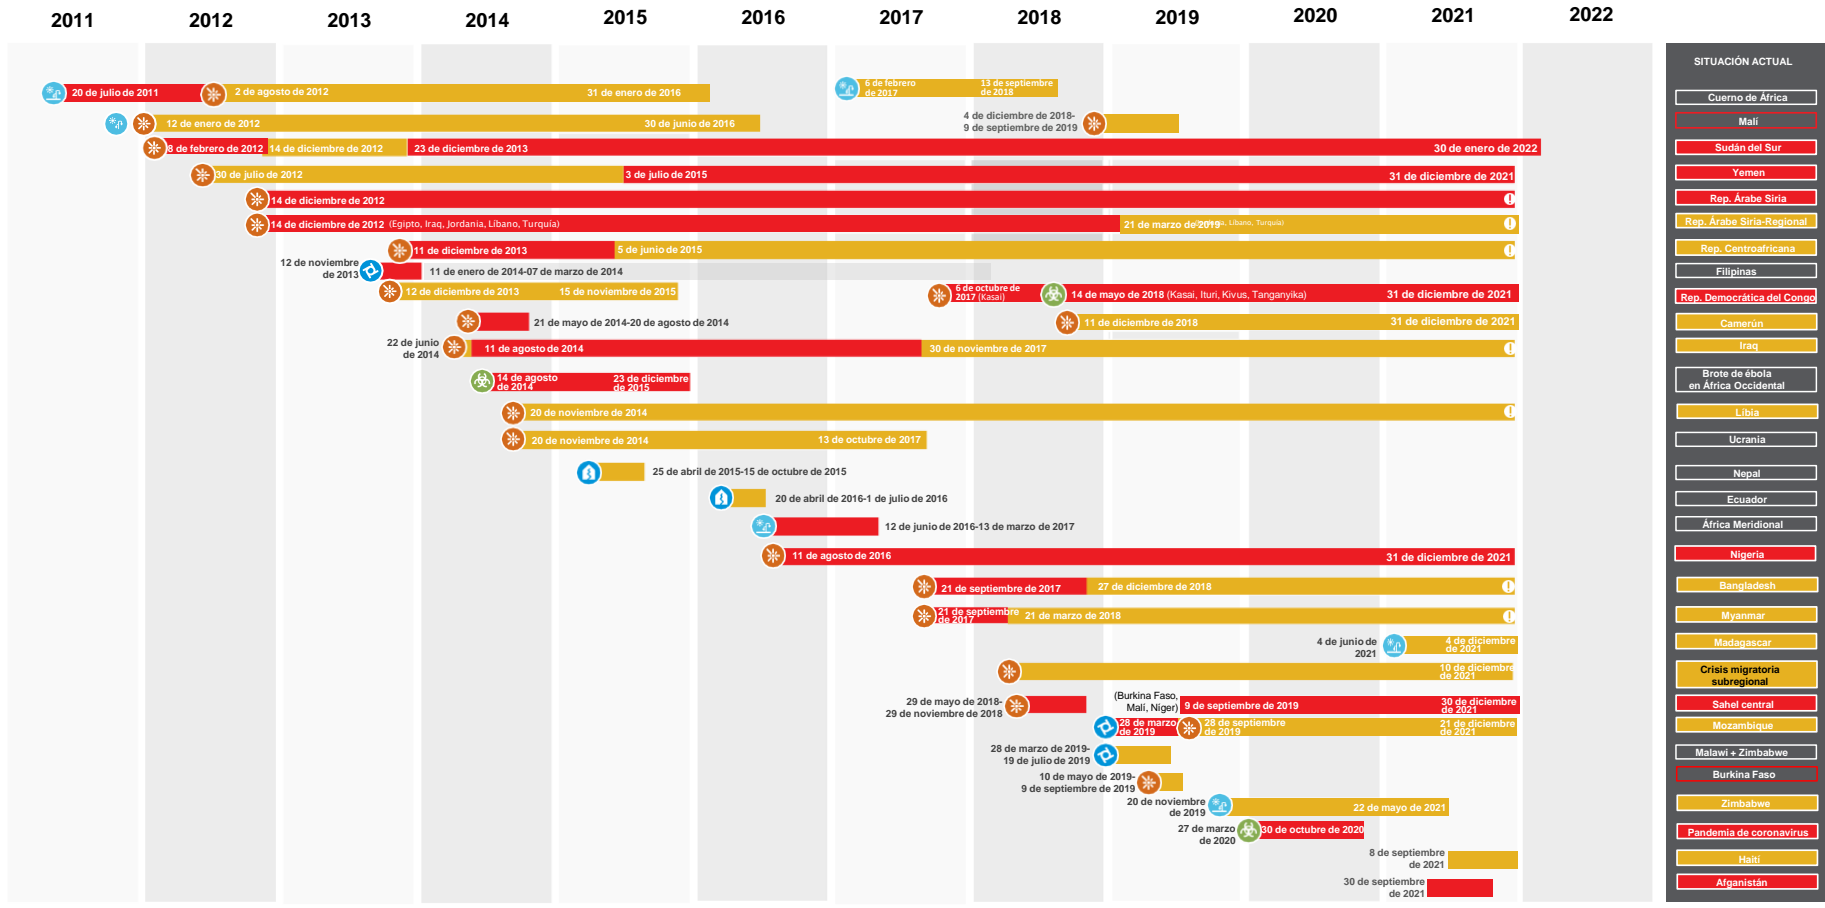 2011 2012 2013 2014 2015 2016 2017 2018 2019 2020 2021 2022
SITUACIÓN ACTUAL
20 de julio de 2011 2 de agosto de 2012 31 de enero de 2016
6 de febrero
de 2017
13 de septiembre
de 2018
Cuerno de África
12 de enero de 2012 30 de junio de 2016
4 de diciembre de 2018-
9 de septiembre de 2019
Malí
8 de febrero de 2012 14 de diciembre de 2012 23 de diciembre de 2013 30 de enero de 2022
Sudán del Sur
30 de julio de 2012 3 de julio de 2015 31 de diciembre de 2021
Yemen
14 de diciembre de 2012
Rep. Árabe Siria
14 de diciembre de 2012 (Egipto, Iraq, Jordania, Líbano, Turquía) 21 de marzo de 2019 Líbano, Turquía)
Rep. Árabe Siria-Regional
11 de diciembre de 2013 5 de junio de 2015
Rep. Centroafricana
12 de noviembre
de 2013
11 de enero de 2014-07 de marzo de 2014
Filipinas
12 de diciembre de 2013 15 de noviembre de 2015
6 de octubre de
2017 (Kasai)
14 de mayo de 2018 (Kasai, Ituri, Kivus, Tanganyika) 31 de diciembre de 2021
Rep. Democrática del Congo
21 de mayo de 2014-20 de agosto de 2014 11 de diciembre de 2018 31 de diciembre de 2021
Camerún
22 de junio
de 2014
11 de agosto de 2014 30 de noviembre de 2017
Iraq
14 de agosto
de 2014
23 de diciembre
de 2015
Brote de ébola
en África Occidental
20 de noviembre de 2014
Líbia
20 de noviembre de 2014 13 de octubre de 2017
Ucrania
25 de abril de 2015-15 de octubre de 2015
Nepal
20 de abril de 2016-1 de julio de 2016
Ecuador
12 de junio de 2016-13 de marzo de 2017
África Meridional
11 de agosto de 2016 31 de diciembre de 2021
Nigeria
21 de septiembre de 2017 27 de diciembre de 2018
Bangladesh
21 de septiembre
de 2017
21 de marzo de 2018
Myanmar
4 de junio de
2021
4 de diciembre
de 2021
Madagascar
10 de diciembre
de 2021
Crisis migratoria
subregional
29 de mayo de 2018-
29 de noviembre de 2018
(Burkina Faso,
Malí, Níger)
9 de septiembre de 2019
30 de diciembre
de 2021
Sahel central
28 de marzo
de 2019
28 de septiembre
de 2019
21 de diciembre
de 2021
Mozambique
28 de marzo de 2019-
19 de julio de 2019
Malawi + Zimbabwe
10 de mayo de 2019-
9 de septiembre de 2019
Burkina Faso
20 de noviembre
de 2019
22 de mayo de 2021
Zimbabwe
27 de marzo
de 2020
30 de octubre de 2020
Pandemia de coronavirus
8 de septiembre
de 2021
Haití
30 de septiembre
de 2021
Afganistán